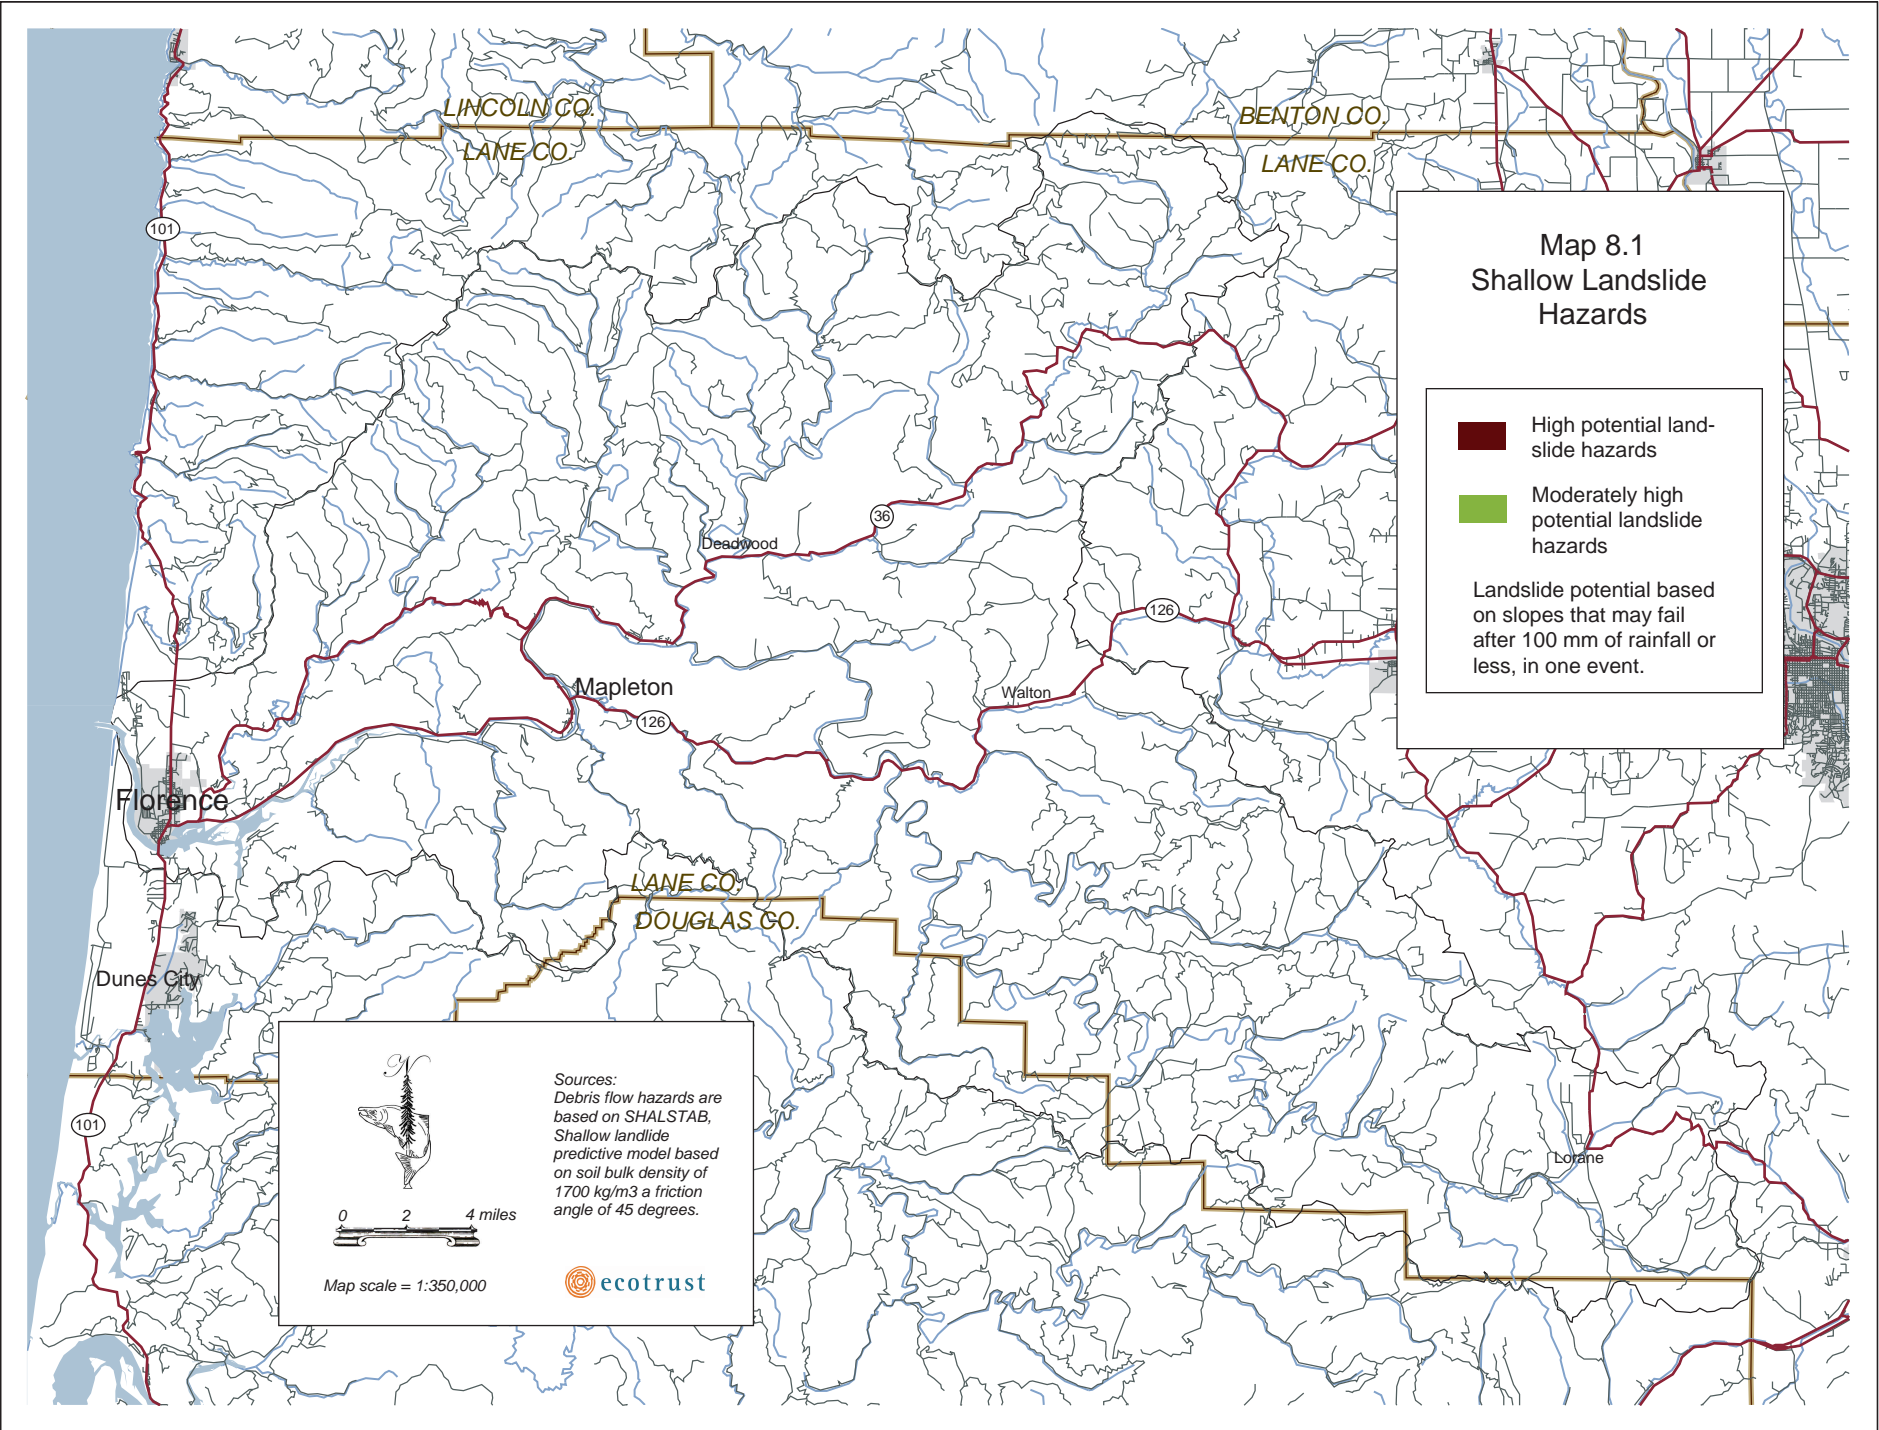 LINCOLN CO.
LANE CO.
BENTON CO.
LANE CO.
101
Map 8.1
Shallow Landslide
Hazards
High potential land-
slide hazards
Moderately high
potential landslide
hazards
Landslide potential based
on slopes that may fail
after 100 mm of rainfall or
less, in one event.
36
Deadwood
126
Mapleton
Walton
126
Florence
LANE CO.
DOUGLAS CO.
Dunes City
101
Lorane
N
Sources:
Debris flow hazards are
based on SHALSTAB,
Shallow landlide
predictive model based
on soil bulk density of
1700 kg/m3 a friction
angle of 45 degrees.
0 2 4 miles
Map scale = 1:350,000
ecotrust